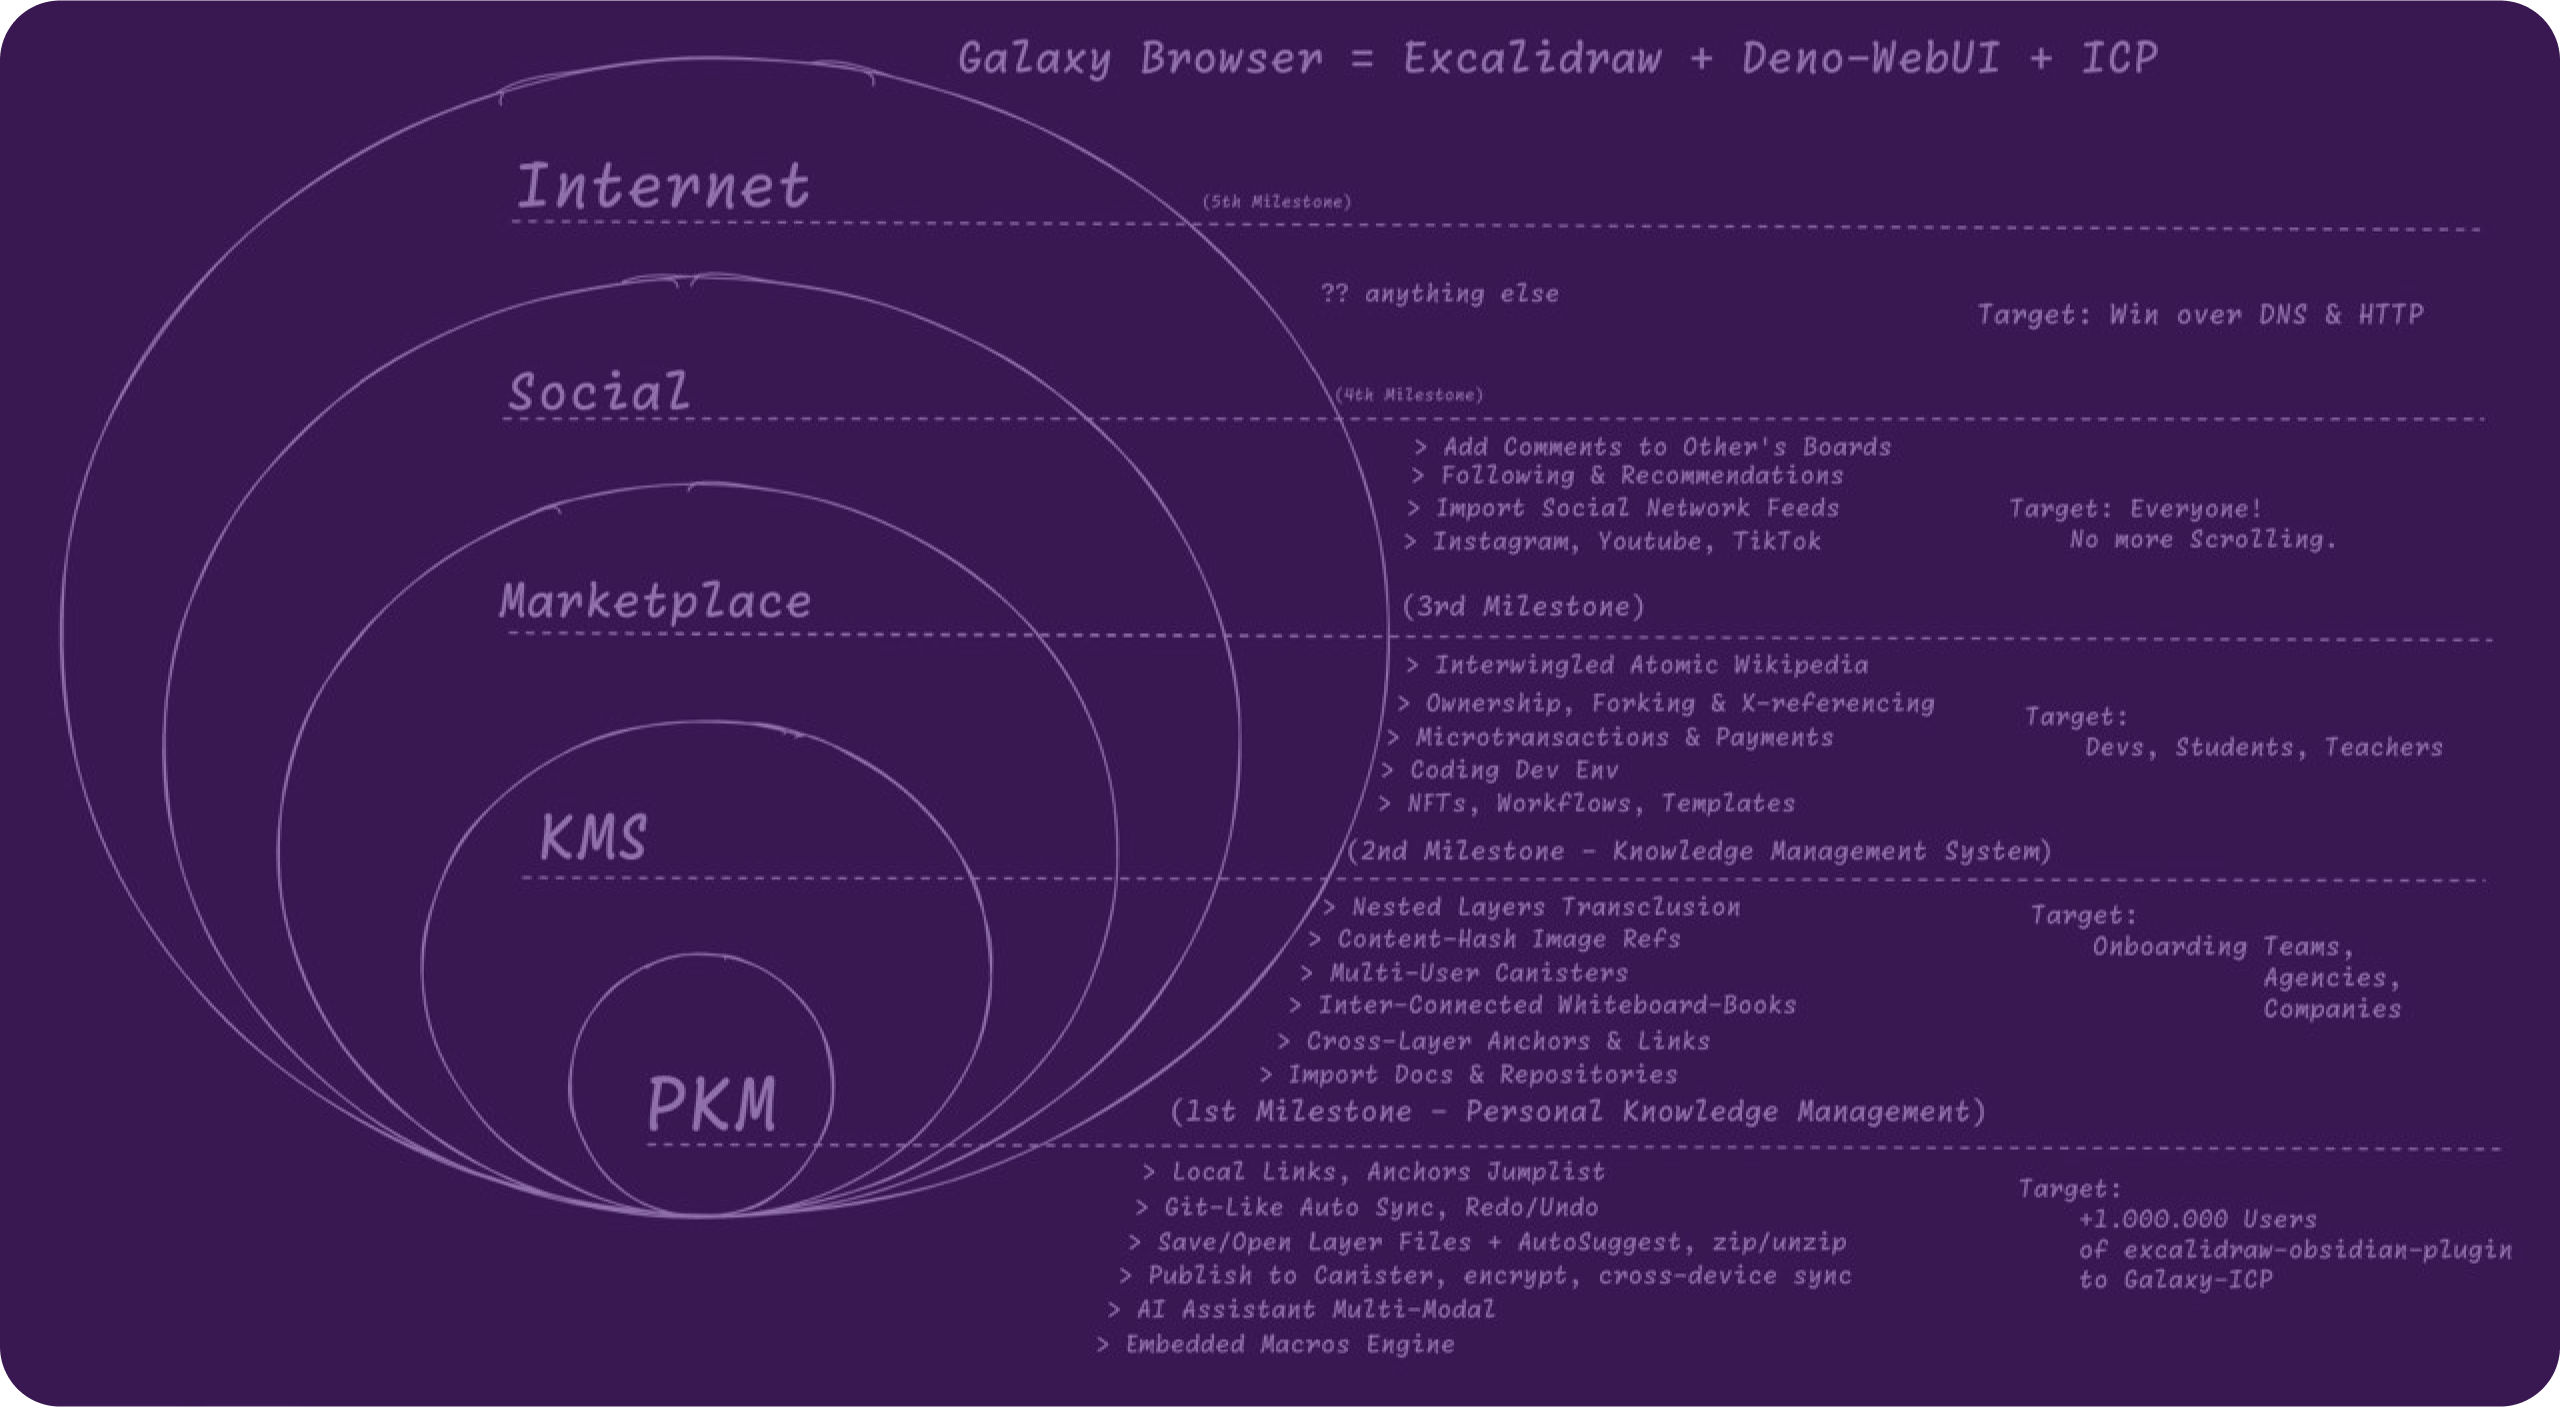 Galaxy Browser = Excalidraw + Deno-WebUI + ICP
Internet
(5th Milestone)
?? anything else
Target: Win over DNS & HTTP
Social
(4th Milestone)
> Add Comments to Other's Boards
> Following & Recommendations
> Import Social Network Feeds
> Instagram, Youtube, TikTok
Target: Everyone!
No more Scrolling.
Marketplace
(3rd Milestone)
> Interwingled Atomic Wikipedia
> Ownership, Forking & X-referencing
> Microtransactions & Payments
> Coding Dev Env
> NFTs, Workflows, Templates
Target:
Devs, Students, Teachers
KMS
(2nd Milestone - Knowledge Management System)
> Nested Layers Transclusion
> Content-Hash Image Refs
> Multi-User Canisters
> Inter-Connected Whiteboard-Books
> Cross-Layer Anchors & Links
> Import Docs & Repositories
Target:
Onboarding Teams,
Agencies,
Companies
PKM
(1st Milestone - Personal Knowledge Management)
> Local Links, Anchors Jumplist
> Git-Like Auto Sync, Redo/Undo
> Save/Open Layer Files + AutoSuggest, zip/unzip
> Publish to Canister, encrypt, cross-device sync
> AI Assistant Multi-Modal
> Embedded Macros Engine
Target:
+1.000.000 Users
of excalidraw-obsidian-plugin
to Galaxy-ICP